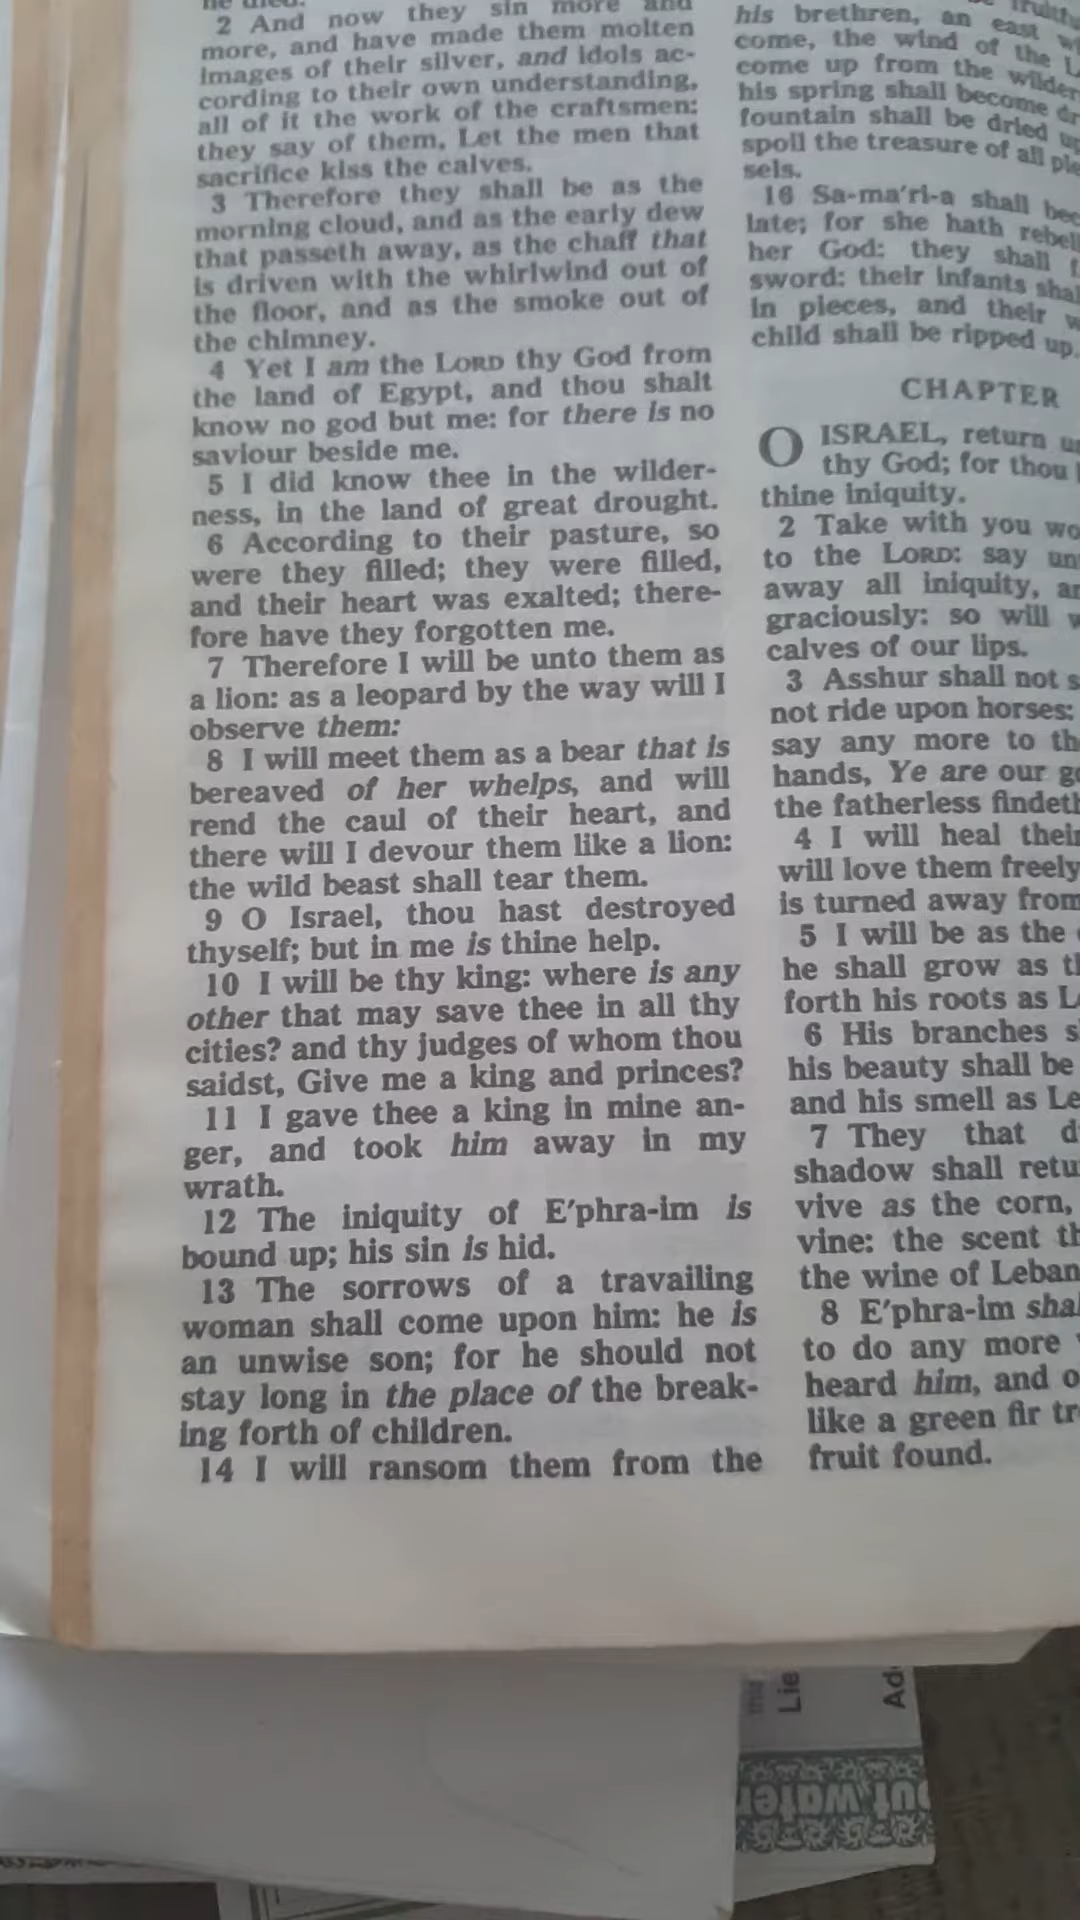 2 And now they sin more and
more, and have made them molten
images of their silver, and idols ac-
cording to their own understanding,
all of it the work of the craftsmen:
they say of them, Let the men that
sacrifice kiss the calves.
3 Therefore they shall be as the
morning cloud, and as the early dew
that passeth away, as the chaff that
is driven with the whirlwind out of
the floor, and as the smoke out of
the chimney.
4 Yet I am the LORD thy God from
the land of Egypt, and thou shalt
know no god but me: for there is no
saviour beside me.
5 I did know thee in the wilder-
ness, in the land of great drought.
6 According to their pasture, so
were they filled; they were filled,
and their heart was exalted; there-
fore have they forgotten me.
7 Therefore I will be unto them as
a lion: as a leopard by the way will I
observe them:
8 I will meet them as a bear that is
bereaved of her whelps, and will
rend the caul of their heart, and
there will I devour them like a lion:
the wild beast shall tear them.
9 O Israel, thou hast destroyed
thyself; but in me is thine help.
10 I will be thy king: where is any
other that may save thee in all thy
cities? and thy judges of whom thou
saidst, Give me a king and princes?
11 I gave thee a king in mine an-
ger, and took him away in my
wrath.
12 The iniquity of E'phra-im is
bound up; his sin is hid.
13 The sorrows of a travailing
woman shall come upon him: he is
an unwise son; for he should not
stay long in the place of the break-
ing forth of children.
14 I will ransom them from the
his brethren, an east
come, the wind of the
come up from the
his spring shall become
fountain shall be dried
spoil the treasure of all
sels.
16 Sa-ma'ri-a shall
late; for she hath
her God: they shall
sword: their infants
in pieces, and their
child shall be ripped up.
CHAPTER
O ISRAEL, return
thy God; for thou
thine iniquity.
2 Take with you
to the LORD: say
away all iniquity,
graciously: so will
calves of our lips.
3 Asshur shall not
not ride upon horses:
say any more to
hands, Ye are our
the fatherless
4 I will heal
will love them freely
is turned away from
5 I will be as the
he shall grow as
forth his roots as
6 His branches
his beauty shall be
and his smell as
7 They that
shadow shall
vive as the corn,
vine: the scent
the wine of
8 E'phra-im
to do any more
heard him, and
like a green fir
fruit found.
Lie
Ad
water